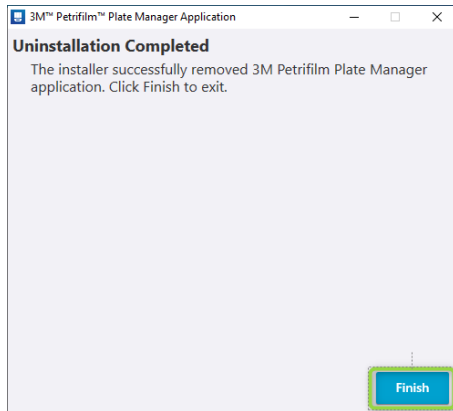 3M™ Petrifilm™ Plate Manager Application
Uninstallation Completed
The installer successfully removed 3M Petrifilm Plate Manager
application. Click Finish to exit.
Finish